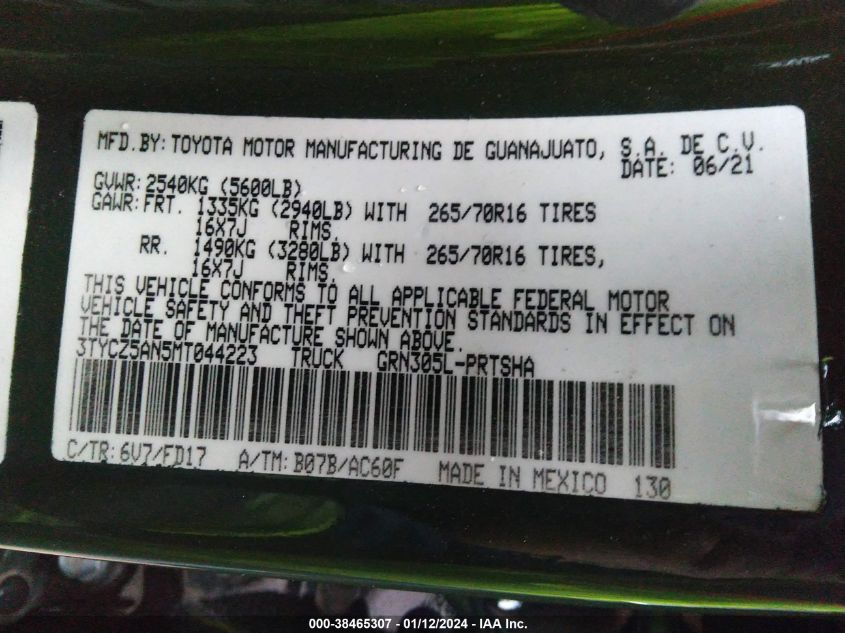 MFD.BY: TOYOTA MOTOR MANUFACTURING DE GUANAJUATO, S.A. DE C.V.
DATE: 06/21
GVWR: 2540KG (5600LB)
GAWR: FRT. 1335KG (2940LB) WITH 265/70R16 TIRES
16X7J RIMS.
RR. 1490KG (3280LB) WITH 265/70R16 TIRES,
16X7J RIMS.
THIS VEHICLE CONFORMS TO ALL APPLICABLE FEDERAL MOTOR
VEHICLE SAFETY AND THEFT PREVENTION STANDARDS IN EFFECT ON
THE DATE OF MANUFACTURE SHOWN ABOVE.
3TYCZ5AN5MT044223 TRUCK GRN305L-PRTSHA
C/TR: 6V7/FD17 A/TM: B07B/AC60F MADE IN MEXICO 130
000-38465307 - 01/12/2024 - IAA Inc.